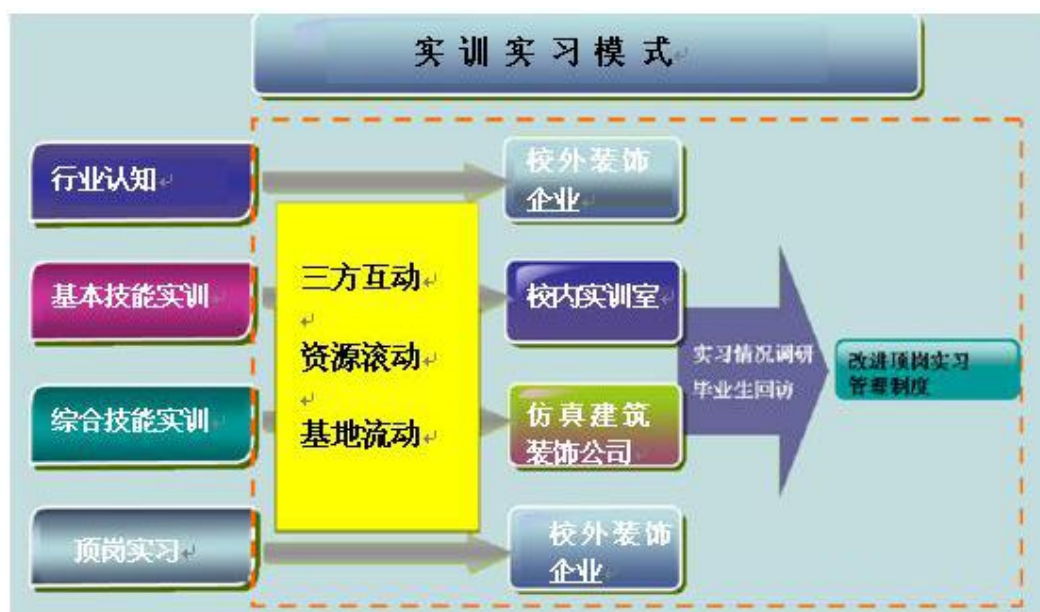 实训实习模式
行业认知
校外装饰
企业
三方互动
基本技能实训
校内实训室
资源滚动
实习情况调研
毕业生回访
改进顶岗实习
管理制度
综合技能实训
基地流动
仿真建筑
装饰公司
顶岗实习
校外装饰
企业